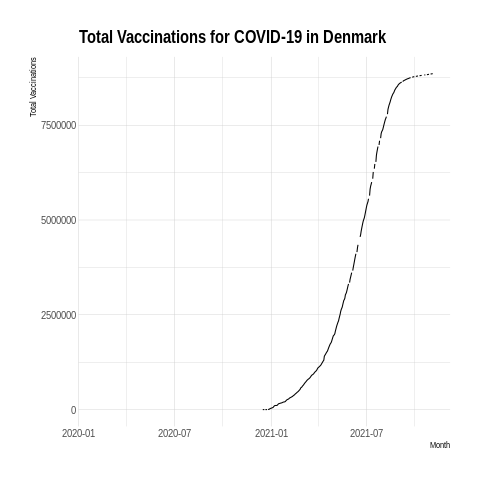 Total Vaccinations for COVID-19 in Denmark
Total Vaccinations
7500000
5000000
2500000
0
2020-01 2020-07 2021-01 2021-07
Month